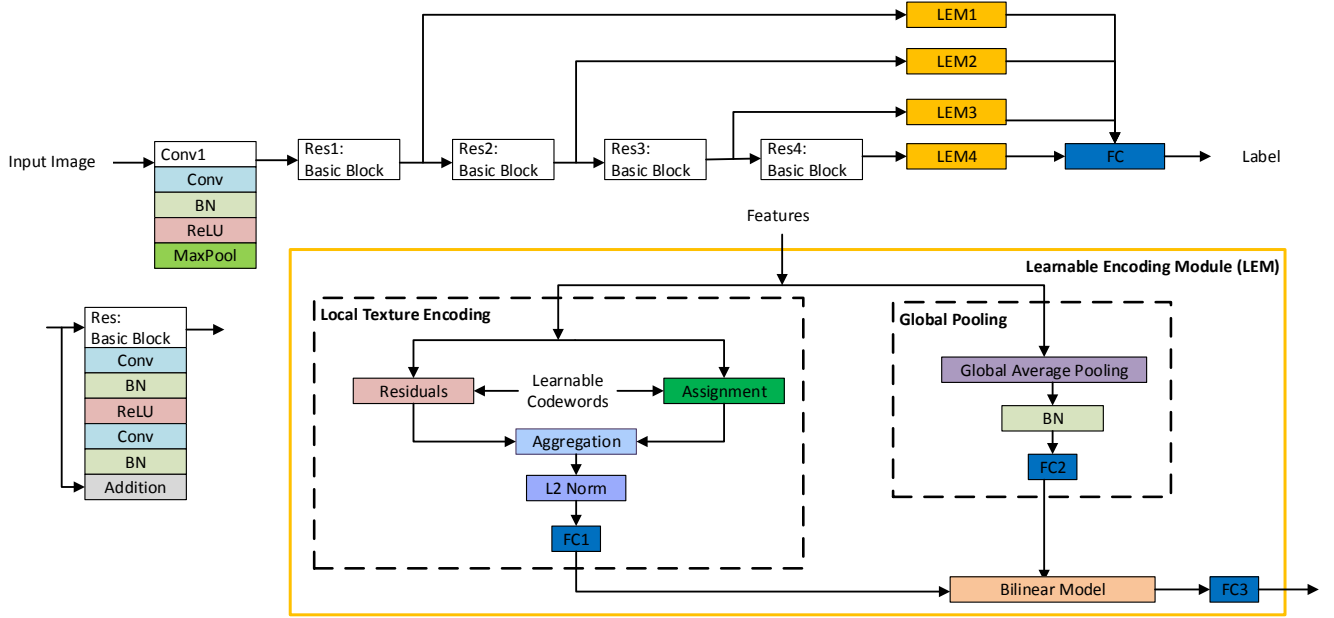 LEM1
LEM2
LEM3
Input Image
Conv1
Conv
BN
ReLU
MaxPool
Res1:
Basic Block
Res2:
Basic Block
Res3:
Basic Block
Res4:
Basic Block
LEM4
FC
Label
Features
Learnable Encoding Module (LEM)
Res:
Basic Block
Conv
BN
ReLU
Conv
BN
Addition
Local Texture Encoding
Residuals
Learnable
Codewords
Assignment
Aggregation
L2 Norm
FC1
Global Pooling
Global Average Pooling
BN
FC2
Bilinear Model
FC3